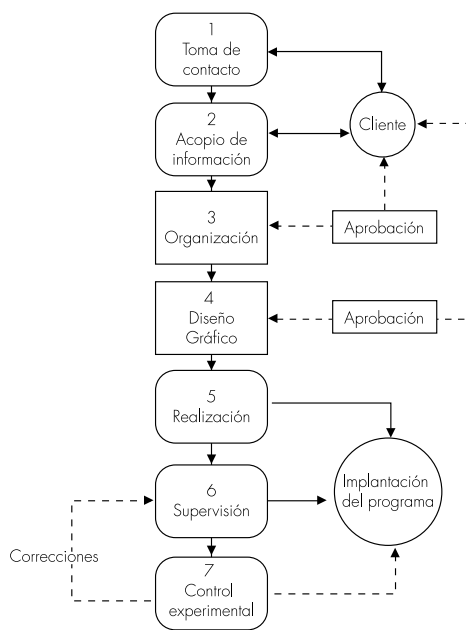 1
Toma de
contacto
2
Acopio de
información
Cliente
3
Organización
Aprobación
4
Diseño
Gráfico
Aprobación
5
Realización
6
Supervisión
Implantación
del programa
Correcciones
7
Control
experimental